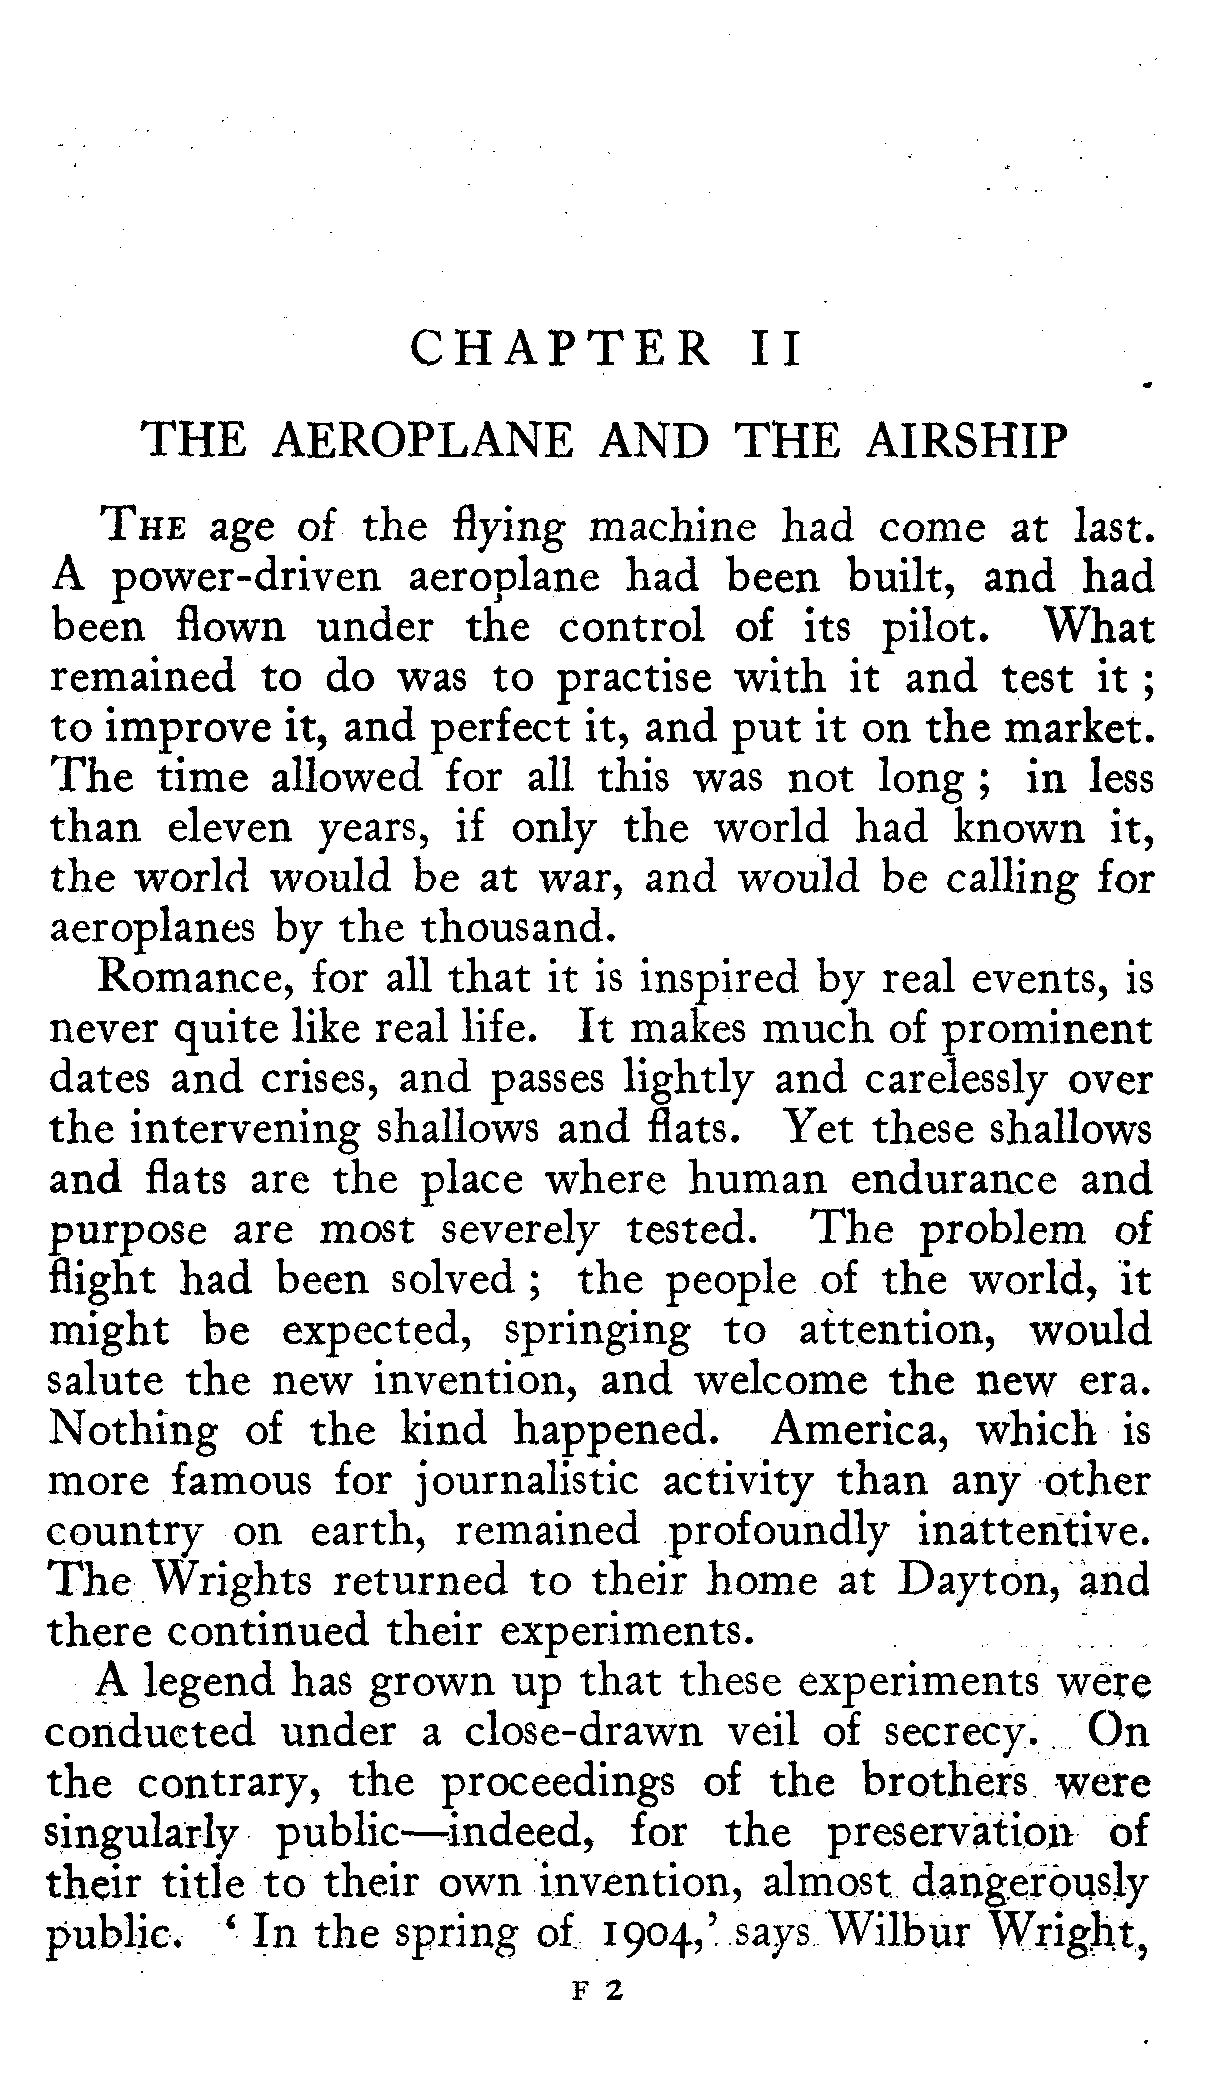 CHAPTER II
THE AEROPLANE AND THE AIRSHIP
THE age of the flying machine had come at last.
A power-driven aeroplane had been built, and had
been flown under the control of its pilot. What
remained to do was to practise with it and test it ;
to improve it, and perfect it, and put it on the market.
The time allowed for all this was not long ; in less
than eleven years, if only the world had known it,
the world would be at war, and would be calling for
aeroplanes by the thousand.
Romance, for all that it is inspired by real events, is
never quite like real life. It makes much of prominent
dates and crises, and passes lightly and carelessly over
the intervening shallows and flats. Yet these shallows
and flats are the place where human endurance and
purpose are most severely tested. The problem of
flight had been solved ; the people of the world, it
might be expected, springing to attention, would
salute the new invention, and welcome the new era.
Nothing of the kind happened. America, which is
more famous for journalistic activity than any other
country on earth, remained profoundly inattentive.
The Wrights returned to their home at Dayton, and
there continued their experiments.
A legend has grown up that these experiments were
conducted under a close-drawn veil of secrecy. On
the contrary, the proceedings of the brothers were
singularly public—indeed, for the preservation of
their title to their own invention, almost dangerously
public. ‘ In the spring of 1904,’ says Wilbur Wright,
F 2